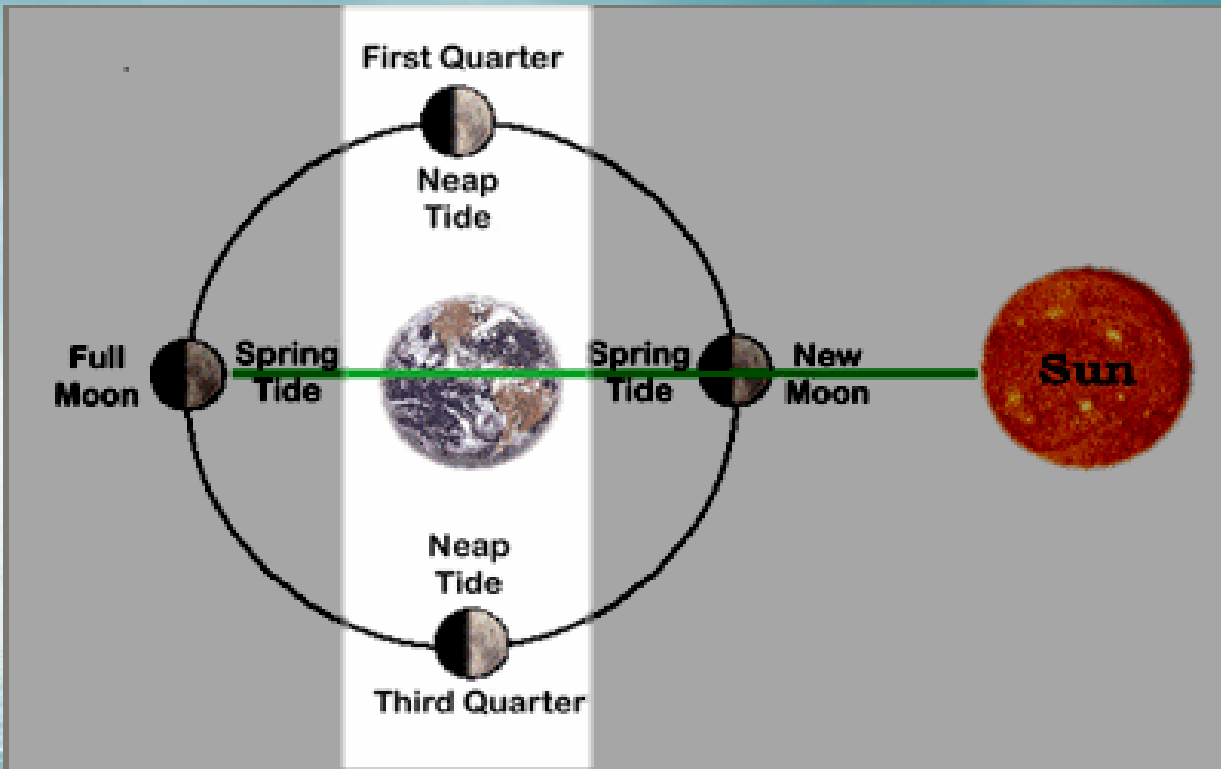 First Quarter
Neap
Tide
Full
Moon
Spring
Tide
Spring
Tide
New
Moon
Sun
Neap
Tide
Third Quarter